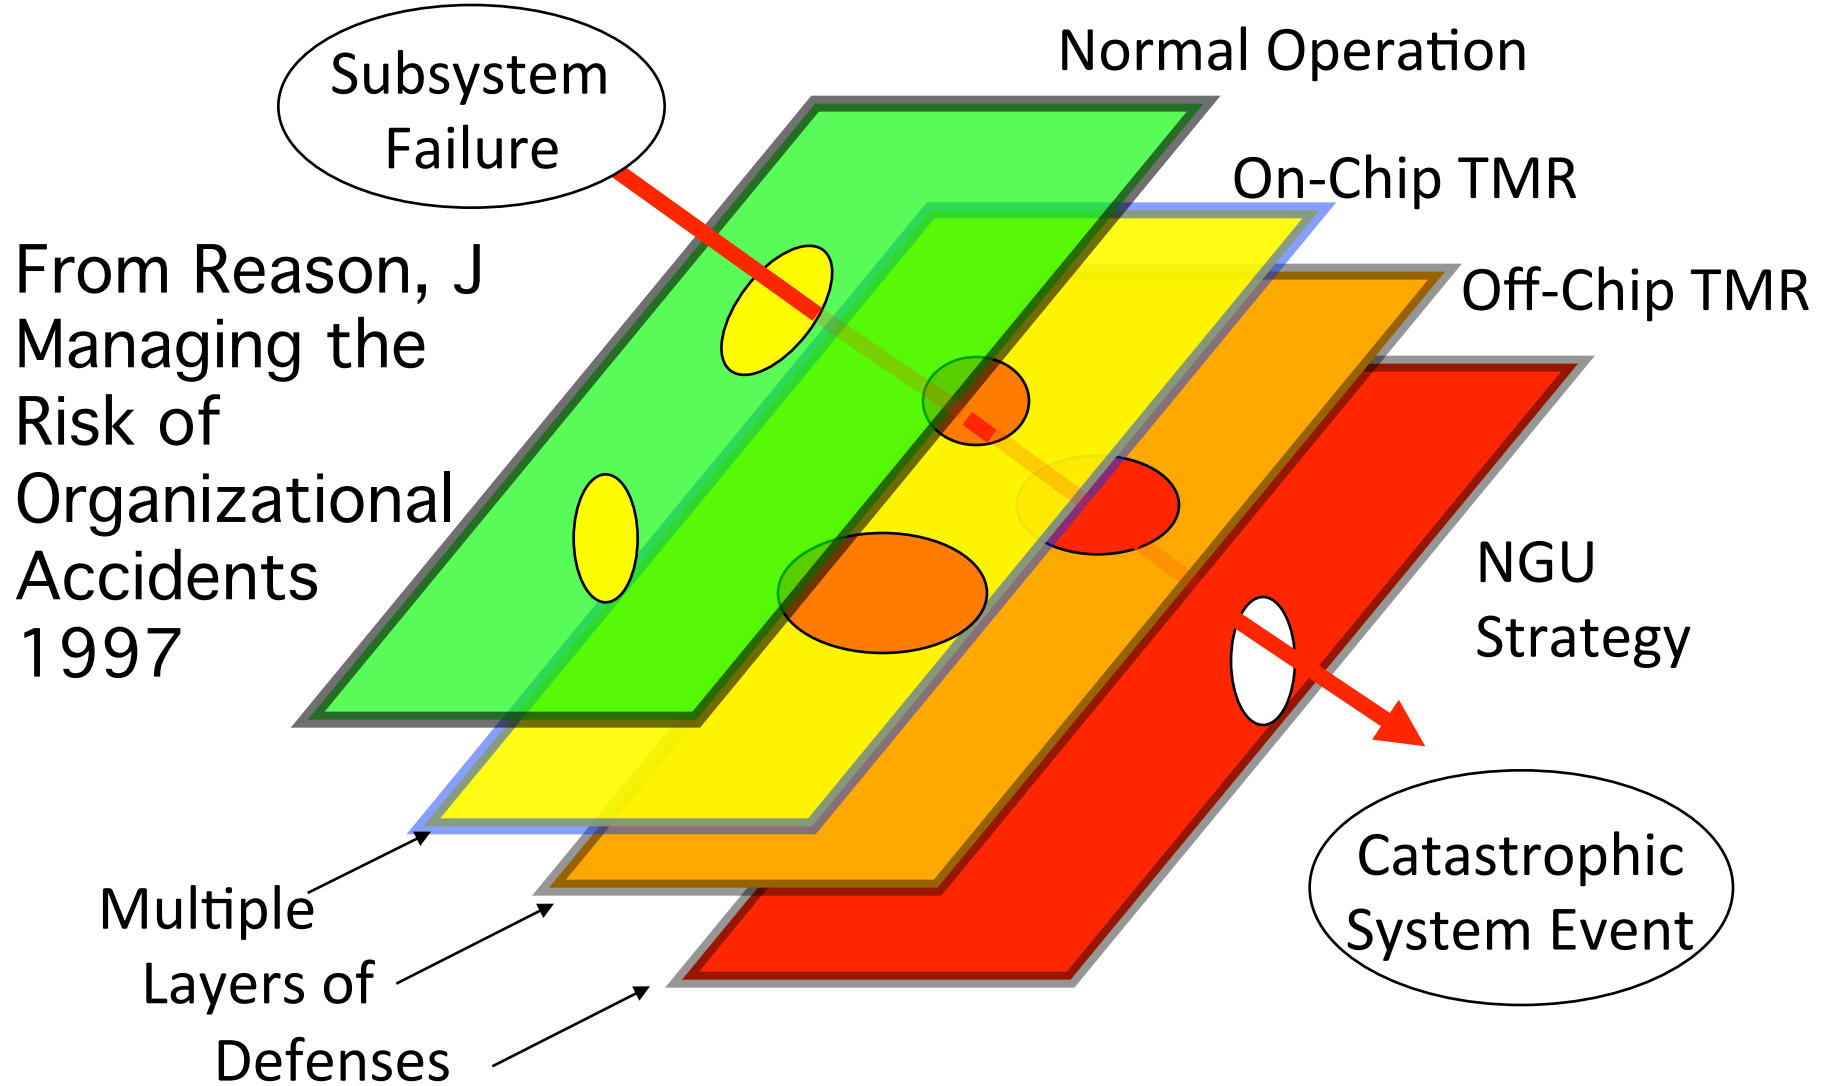 Subsystem
Failure
Normal Operation
On-Chip TMR
Off-Chip TMR
From Reason, J
Managing the
Risk of
Organizational
Accidents
1997
NGU
Strategy
Catastrophic
System Event
Multiple
Layers of
Defenses